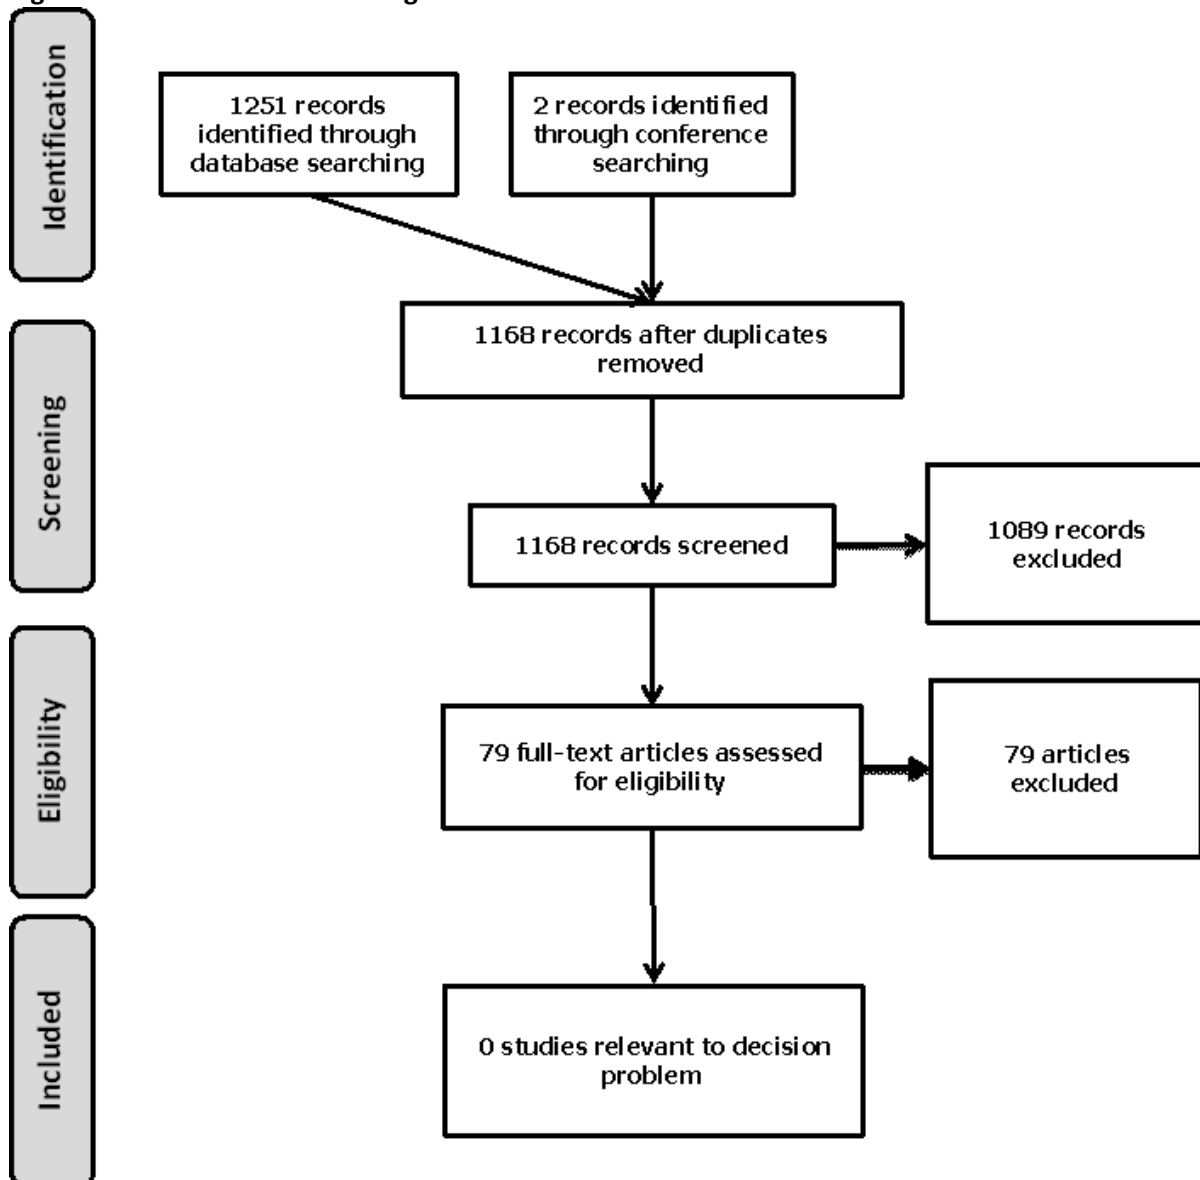 Identification
1251 records
identified through
database searching
2 records identified
through conference
searching
1168 records after duplicates
removed
Screening
1168 records screened
1089 records
excluded
Eligibility
79 full-text articles assessed
for eligibility
79 articles
excluded
Included
0 studies relevant to decision
problem